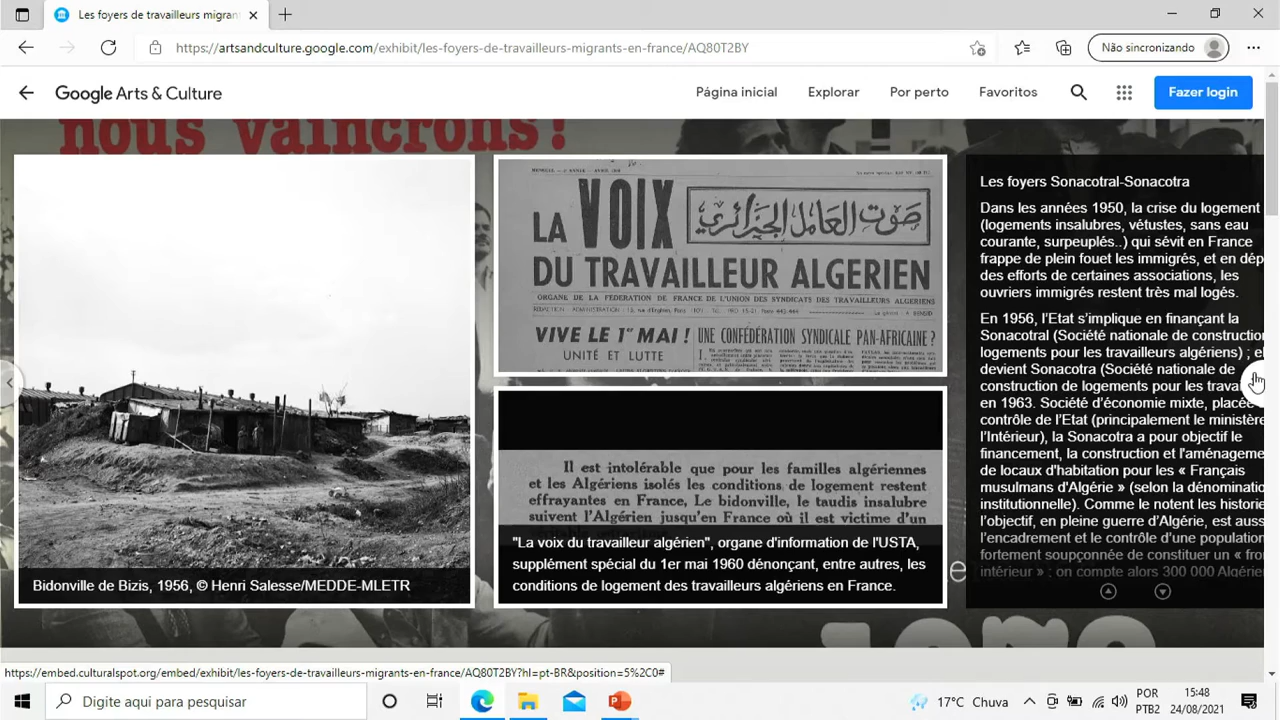 Les foyers de travailleurs migran
https://artsandculture.google.com/exhibit/les-foyers-de-travailleurs-migrants-en-france/AQ80T2BY
Não sincronizando
Google Arts & Culture
Página inicial
Explorar
Por perto
Favoritos
Fazer login
nous vaincrons!
Bidonville de Bizis, 1956, © Henri Salesse/MEDDE-MLETR
LA VOIX
صوت العامل الجزائري
DU TRAVAILLEUR ALGERIEN
ORGANE DE LA FEDERATION DE FRANCE DE L'UNION DES SYNDICATS DES TRAVAILLEURS ALGERIENS
VIVE LE 1er MAI !
UNITÉ ET LUTTE
UNE CONFÉDÉRATION SYNDICALE PAN-AFRICAINE ?
Il est intolérable que pour les familles algériennes
et les Algériens isolés les conditions de logement restent
effrayantes en France, Le bidonville, le taudis insalubre
suivent l'Algérien jusqu'en France où il est victime d'un
"La voix du travailleur algérien", organe d'information de l'USTA,
supplément spécial du 1er mai 1960 dénonçant, entre autres, les
conditions de logement des travailleurs algériens en France.
Les foyers Sonacotral-Sonacotra
Dans les années 1950, la crise du logement
(logements insalubres, vétustes, sans eau
courante, surpeuplés..) qui sévit en France
frappe de plein fouet les immigrés, et en dép
des efforts de certaines associations, les
ouvriers immigrés restent très mal logés.
En 1956, l'Etat s'implique en finançant la
Sonacotral (Société nationale de constructio
logements pour les travailleurs algériens) ; e
devient Sonacotra (Société nationale de
construction de logements pour les trava
en 1963. Société d'économie mixte, placée
contrôle de l'Etat (principalement le ministère
l'Intérieur), la Sonacotra a pour objectif le
financement, la construction et l'aménageme
de locaux d'habitation pour les « Français
musulmans d'Algérie » (selon la dénominatio
institutionnelle). Comme le notent les historie
l'objectif, en pleine guerre d'Algérie, est auss
l'encadrement et le contrôle d'une population
fortement soupçonnée de constituer un « fro
intérieur » ; on compte alors 300 000 Algérie
https://embed.culturalspot.org/embed/exhibit/les-foyers-de-travailleurs-migrants-en-france/AQ80T2BY?hl=pt-BR&position=5%2C0#
Digite aqui para pesquisar
17°C Chuva
POR
PTB2
15:48
24/08/2021